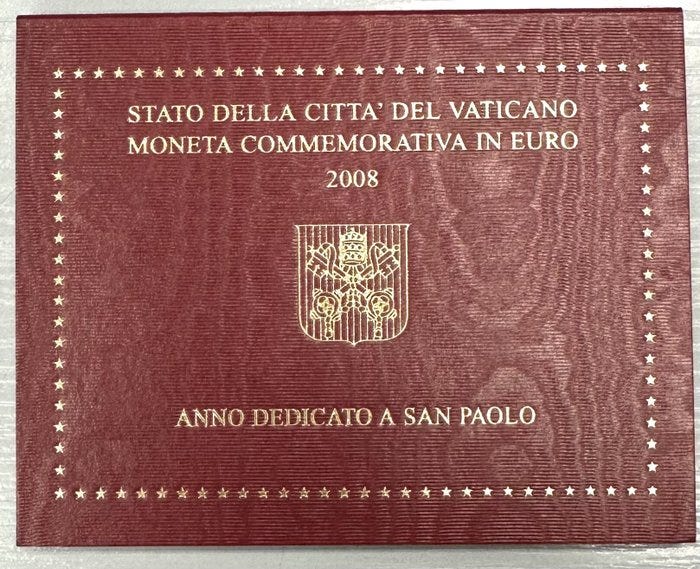 STATO DELLA CITTA' DEL VATICANO
MONETA COMMEMORATIVA IN EURO
2008
ANNO DEDICATO A SAN PAOLO